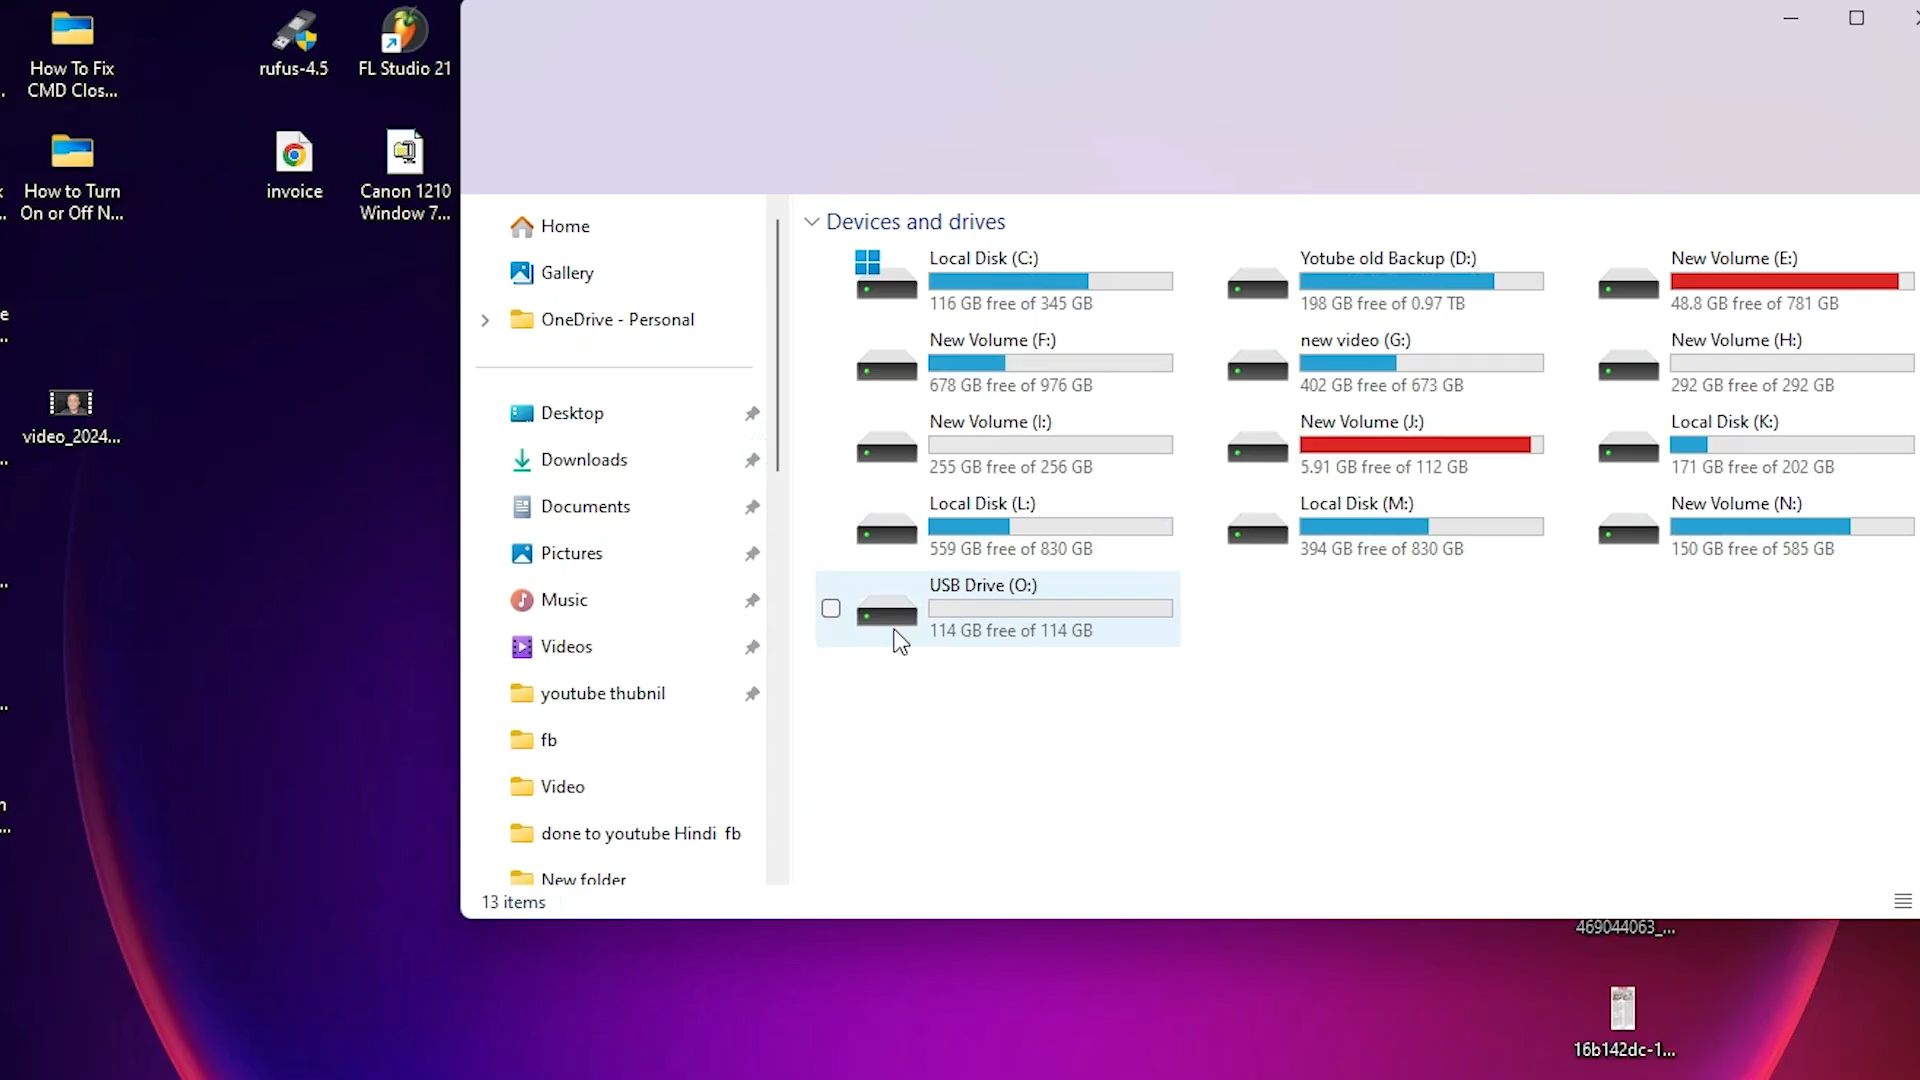 How To Fix
CMD Clos...
rufus-4.5
FL Studio 21
How to Turn
On or Off N...
invoice
Canon 1210
Window 7...
video_2024...
Home
Gallery
OneDrive - Personal
Desktop
Downloads
Documents
Pictures
Music
Videos
youtube thubnil
fb
Video
done to youtube Hindi fb
New folder
13 items
Devices and drives
Local Disk (C:)
116 GB free of 345 GB
Yotube old Backup (D:)
198 GB free of 0.97 TB
New Volume (E:)
48.8 GB free of 781 GB
New Volume (F:)
678 GB free of 976 GB
new video (G:)
402 GB free of 673 GB
New Volume (H:)
292 GB free of 292 GB
New Volume (I:)
255 GB free of 256 GB
New Volume (J:)
5.91 GB free of 112 GB
Local Disk (K:)
171 GB free of 202 GB
Local Disk (L:)
559 GB free of 830 GB
Local Disk (M:)
394 GB free of 830 GB
New Volume (N:)
150 GB free of 585 GB
USB Drive (O:)
114 GB free of 114 GB
469044063_...
16b142dc-1...